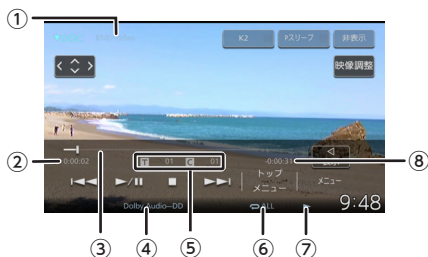 ①
K2 Pスリープ 非表示
映像調整
② 0:00:02 T 01 C 01 -0:00:31 ⑧
トップ
メニュー
メニュー
Dolby Audio–DD ALL 9:48
③ ④ ⑤ ⑥ ⑦